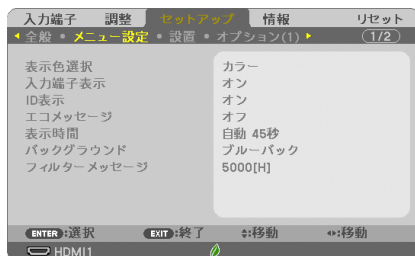 入力端子 調整 セットアップ 情報 リセット
全般 • メニュー設定 • 設置 • オプション(1) 1/2
表示色選択 カラー
入力端子表示 オン
ID表示 オン
エコメッセージ オフ
表示時間 自動 45秒
バックグラウンド ブルーバック
フィルターメッセージ 5000[H]
ENTER:選択 EXIT:終了 :移動 :移動
HDMI1